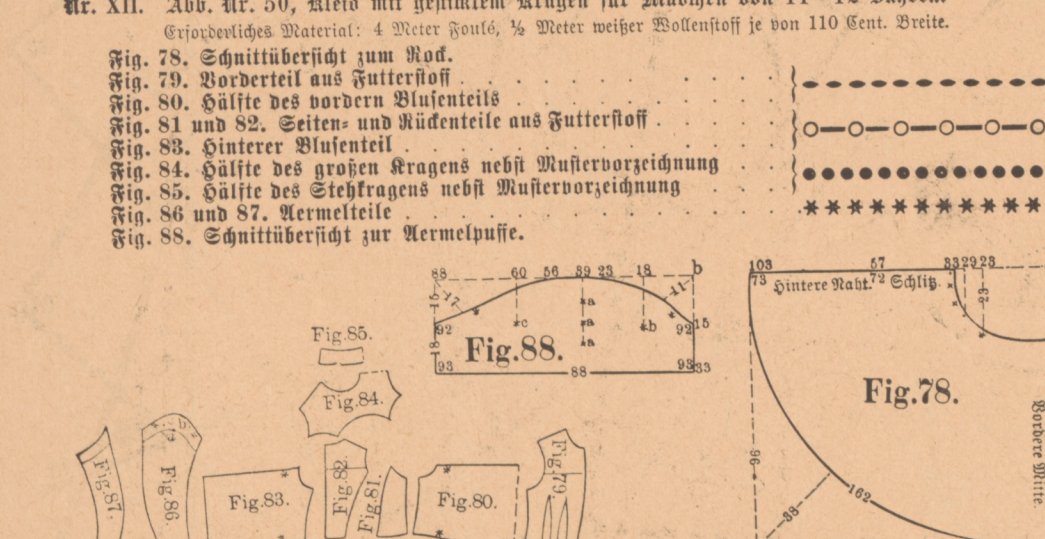 Nr. XII. Abb. Nr. 50, Kleid mit gesticktem Kragen für Mädchen von 11—12 Jahren.
Erforderliches Material: 4 Meter Foulé, ½ Meter weißer Wollenstoff je von 110 Cent. Breite.
Fig. 78. Schnittübersicht zum Rock.
Fig. 79. Vorderteil aus Futterstoff
Fig. 80. Hälfte des vordern Blusenteils
Fig. 81 und 82. Seiten= und Rückenteile aus Futterstoff
Fig. 83. Hinterer Blusenteil
Fig. 84. Hälfte des großen Kragens nebst Mustervorzeichnung
Fig. 85. Hälfte des Stehkragens nebst Mustervorzeichnung
Fig. 86 und 87. Aermelteile
Fig. 88. Schnittübersicht zur Aermelpuffe.
88 60 56 39 23 18 b
15 17 11
*a
92 *c *a *b 92 15
*a
18 Fig.88.
93 88 93 33
103 57 33 29 23
73 Hintere Naht. 72 Schlitz.
23
Fig.78.
Vordere Mitte.
96
162
38
Fig.85.
Fig.84.
Fig.87.
Fig.86.
Fig.83.
Fig.82.
Fig.81.
Fig.80.
Fig.79.